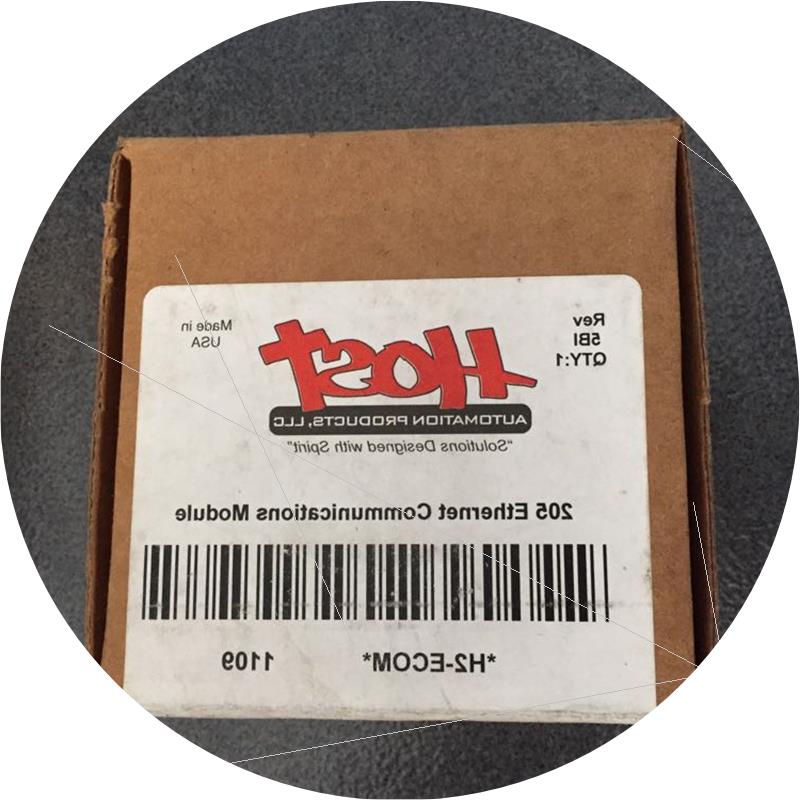 Rev
5BI
QTY:1
HOST
AUTOMATION PRODUCTS, LLC
"Solutions Designed with Spirit"
Made in
USA
205 Ethernet Communications Module
*H2-ECOM* 1109